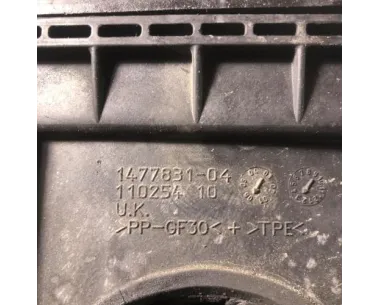 1477831-04
110254 10
U.K.
>PP-GF30< + >TPE<